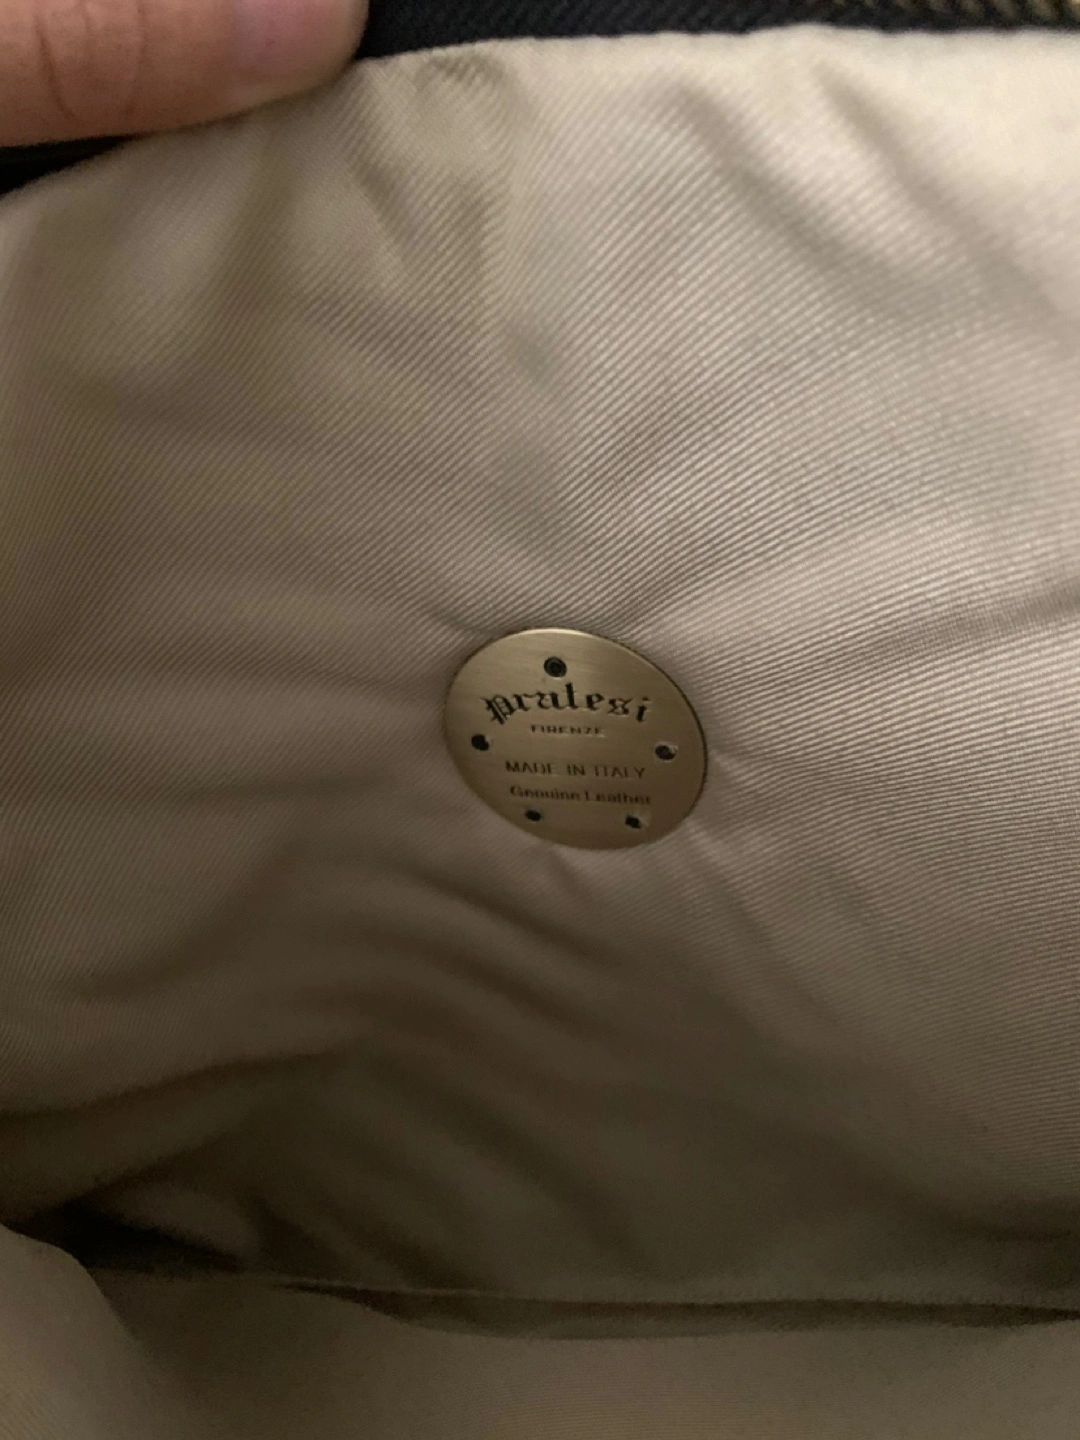 pratesi
FIRENZE
MADE IN ITALY
Genuine Leather